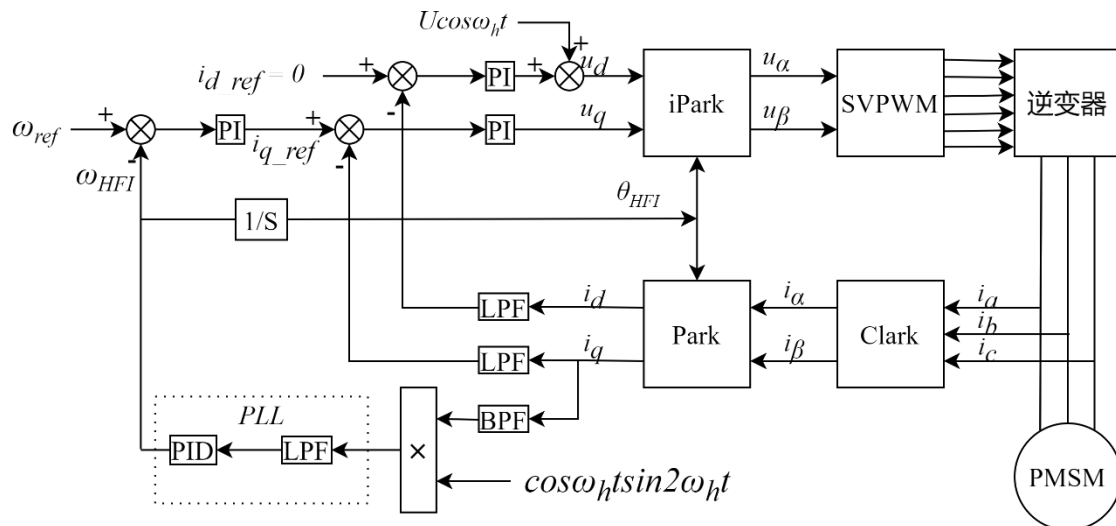 Ucosω_ht
+
+
i_d_ref = 0
+
PI
+
u_d
u_α
iPark
SVPWM
逆变器
-
ω_ref
+
PI
+
i_q_ref
PI
u_q
u_β
-
-
ω_HFI
θ_HFI
1/S
LPF
i_d
i_α
i_a
Park
Clark
i_b
LPF
i_q
i_β
i_c
PLL
BPF
PID
LPF
×
PMSM
cosω_htsin2ω_ht